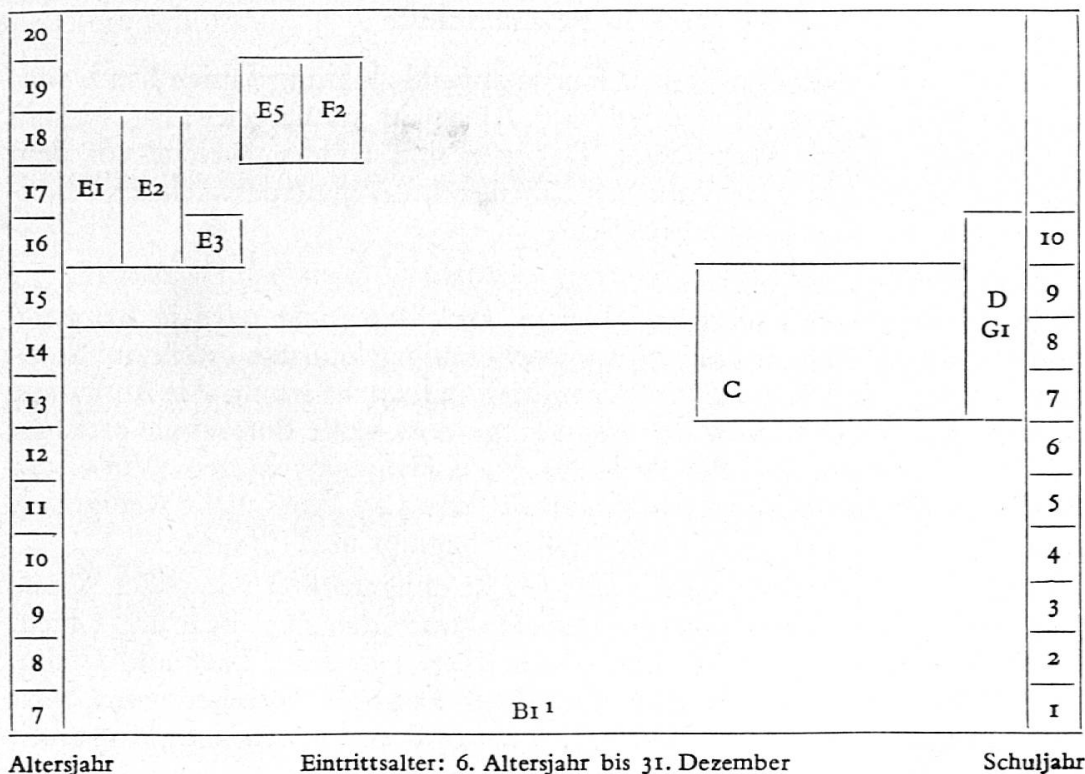 20
19 E5 F2
18
17 E1 E2
16 E3 10
15 9
D
14 G1 8
13 C 7
12 6
11 5
10 4
9 3
8 2
7 B1 ¹ 1
Altersjahr Eintrittsalter: 6. Altersjahr bis 31. Dezember Schuljahr